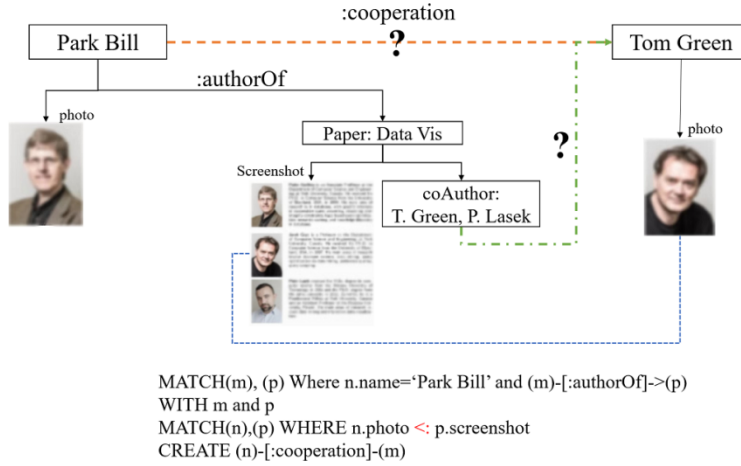 :cooperation
Park Bill
?
Tom Green
:authorOf
photo
photo
?
Paper: Data Vis
Screenshot
coAuthor:
T. Green, P. Lasek
MATCH(m), (p) Where n.name=‘Park Bill’ and (m)-[:authorOf]->(p)
WITH m and p
MATCH(n),(p) WHERE n.photo <: p.screenshot
CREATE (n)-[:cooperation]-(m)